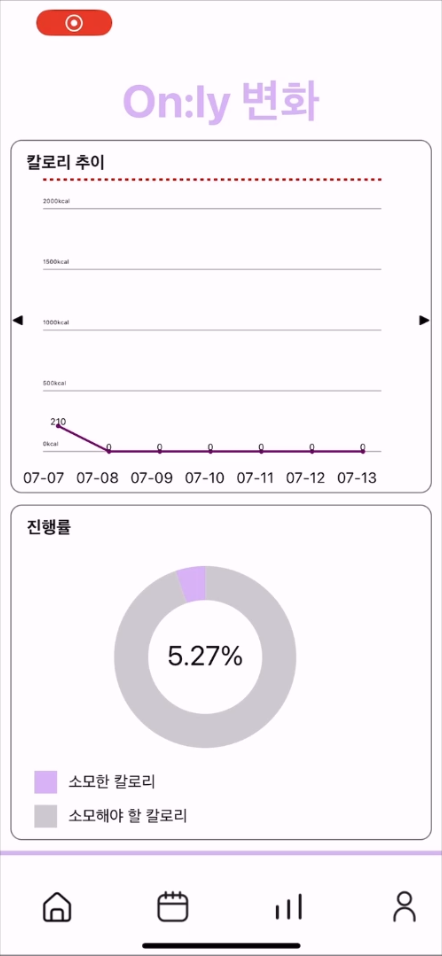 On:ly 변화
칼로리 추이
2000kcal
1500kcal
1000kcal
500kcal
210
0kcal
0 0 0 0 0 0
07-07 07-08 07-09 07-10 07-11 07-12 07-13
진행률
5.27%
소모한 칼로리
소모해야 할 칼로리